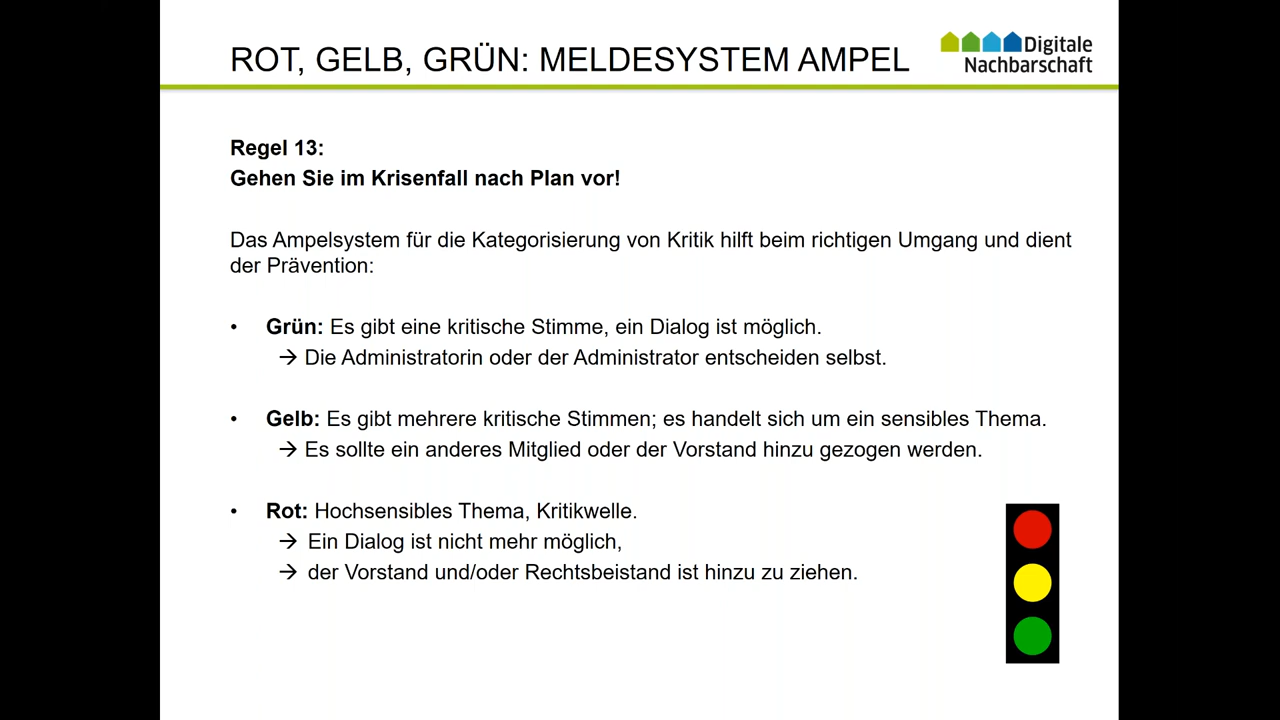 ROT, GELB, GRÜN: MELDESYSTEM AMPEL
Digitale
Nachbarschaft
Regel 13:
Gehen Sie im Krisenfall nach Plan vor!
Das Ampelsystem für die Kategorisierung von Kritik hilft beim richtigen Umgang und dient
der Prävention:
• Grün: Es gibt eine kritische Stimme, ein Dialog ist möglich.
→ Die Administratorin oder der Administrator entscheiden selbst.
• Gelb: Es gibt mehrere kritische Stimmen; es handelt sich um ein sensibles Thema.
→ Es sollte ein anderes Mitglied oder der Vorstand hinzu gezogen werden.
• Rot: Hochsensibles Thema, Kritikwelle.
→ Ein Dialog ist nicht mehr möglich,
→ der Vorstand und/oder Rechtsbeistand ist hinzu zu ziehen.